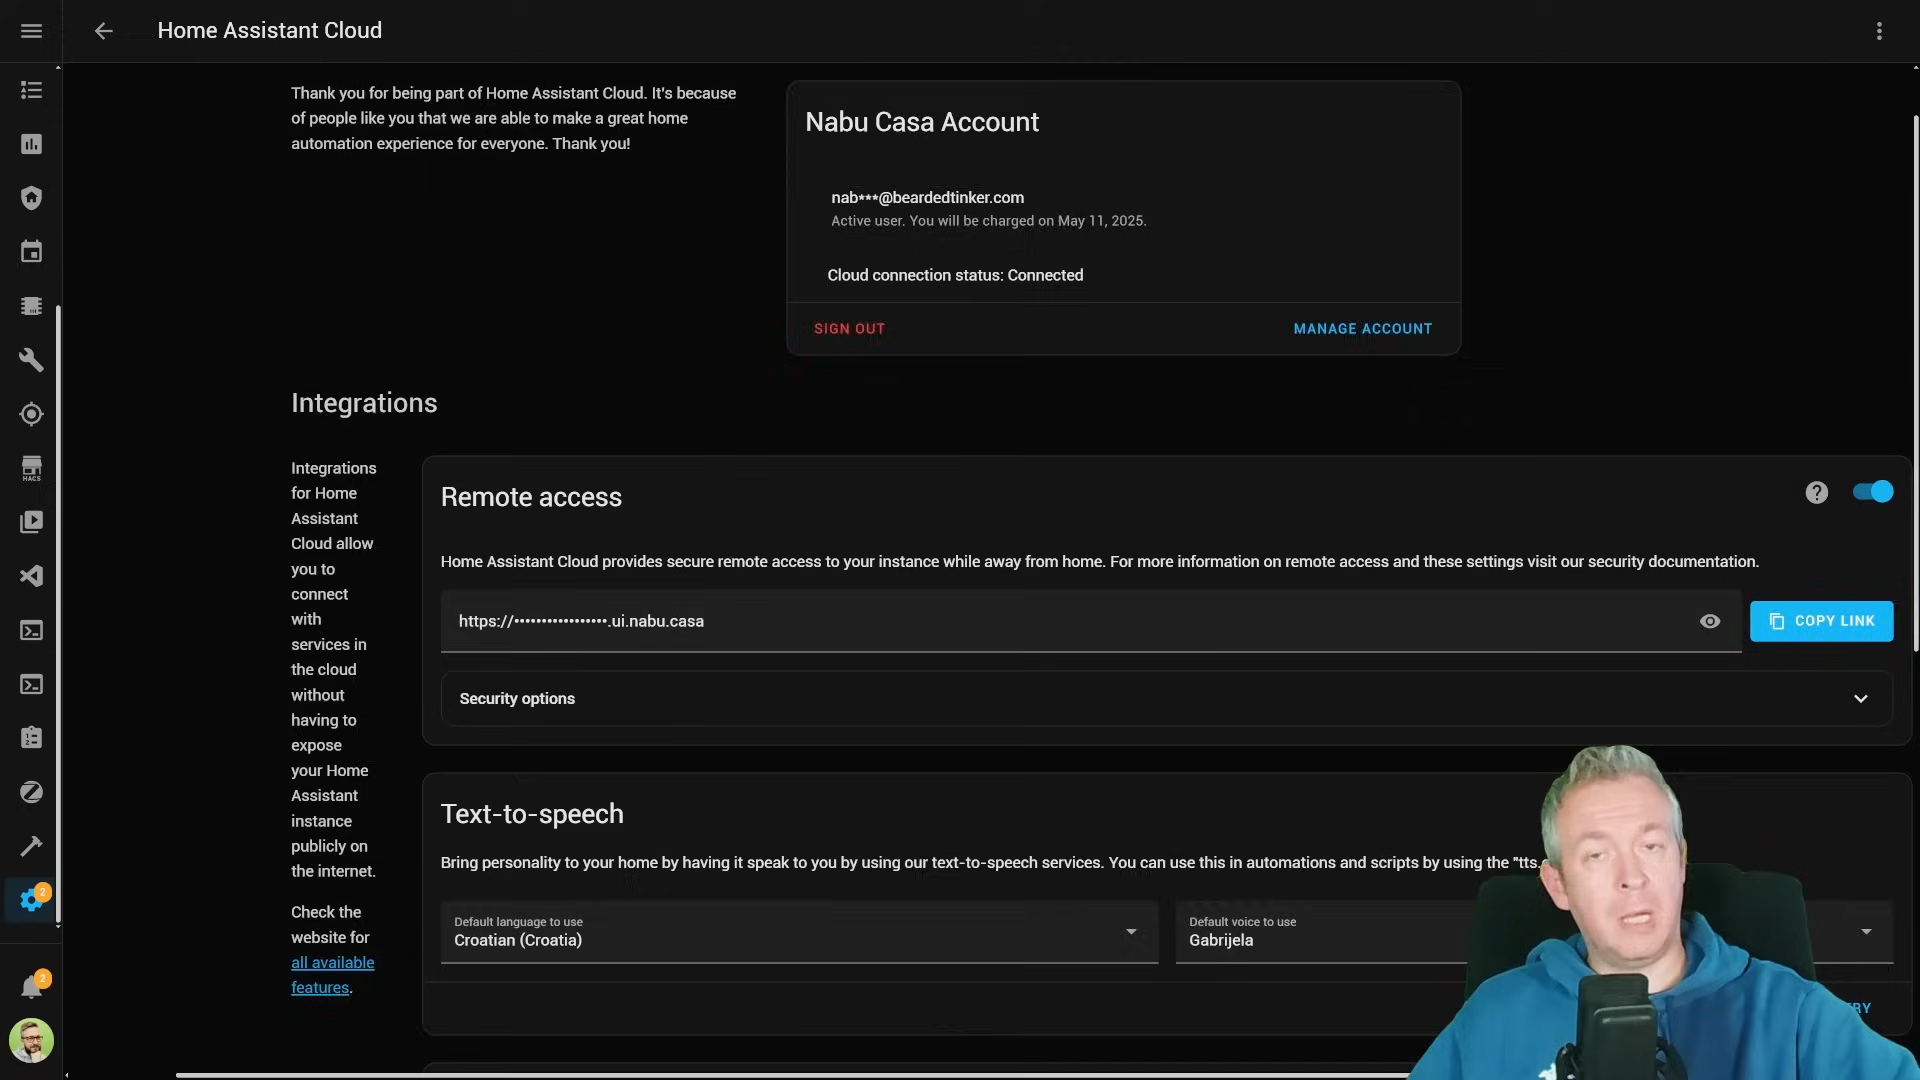 Home Assistant Cloud
Thank you for being part of Home Assistant Cloud. It's because
of people like you that we are able to make a great home
automation experience for everyone. Thank you!
Nabu Casa Account
nab***@beardedtinker.com
Active user. You will be charged on May 11, 2025.
Cloud connection status: Connected
SIGN OUT
MANAGE ACCOUNT
Integrations
Integrations
for Home
Assistant
Cloud allow
you to
connect
with
services in
the cloud
without
having to
expose
your Home
Assistant
instance
publicly on
the internet.
Check the
website for
all available
features.
Remote access
Home Assistant Cloud provides secure remote access to your instance while away from home. For more information on remote access and these settings visit our security documentation.
https://•••••••••••••••••.ui.nabu.casa
COPY LINK
Security options
Text-to-speech
Bring personality to your home by having it speak to you by using our text-to-speech services. You can use this in automations and scripts by using the "tts.
Default language to use
Croatian (Croatia)
Default voice to use
Gabrijela
HACS
2
2